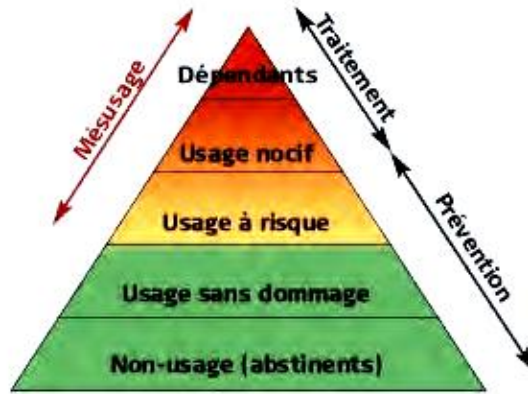 Mésusage
Traitement
Prévention
Dépendants
Usage nocif
Usage à risque
Usage sans dommage
Non-usage (abstinents)